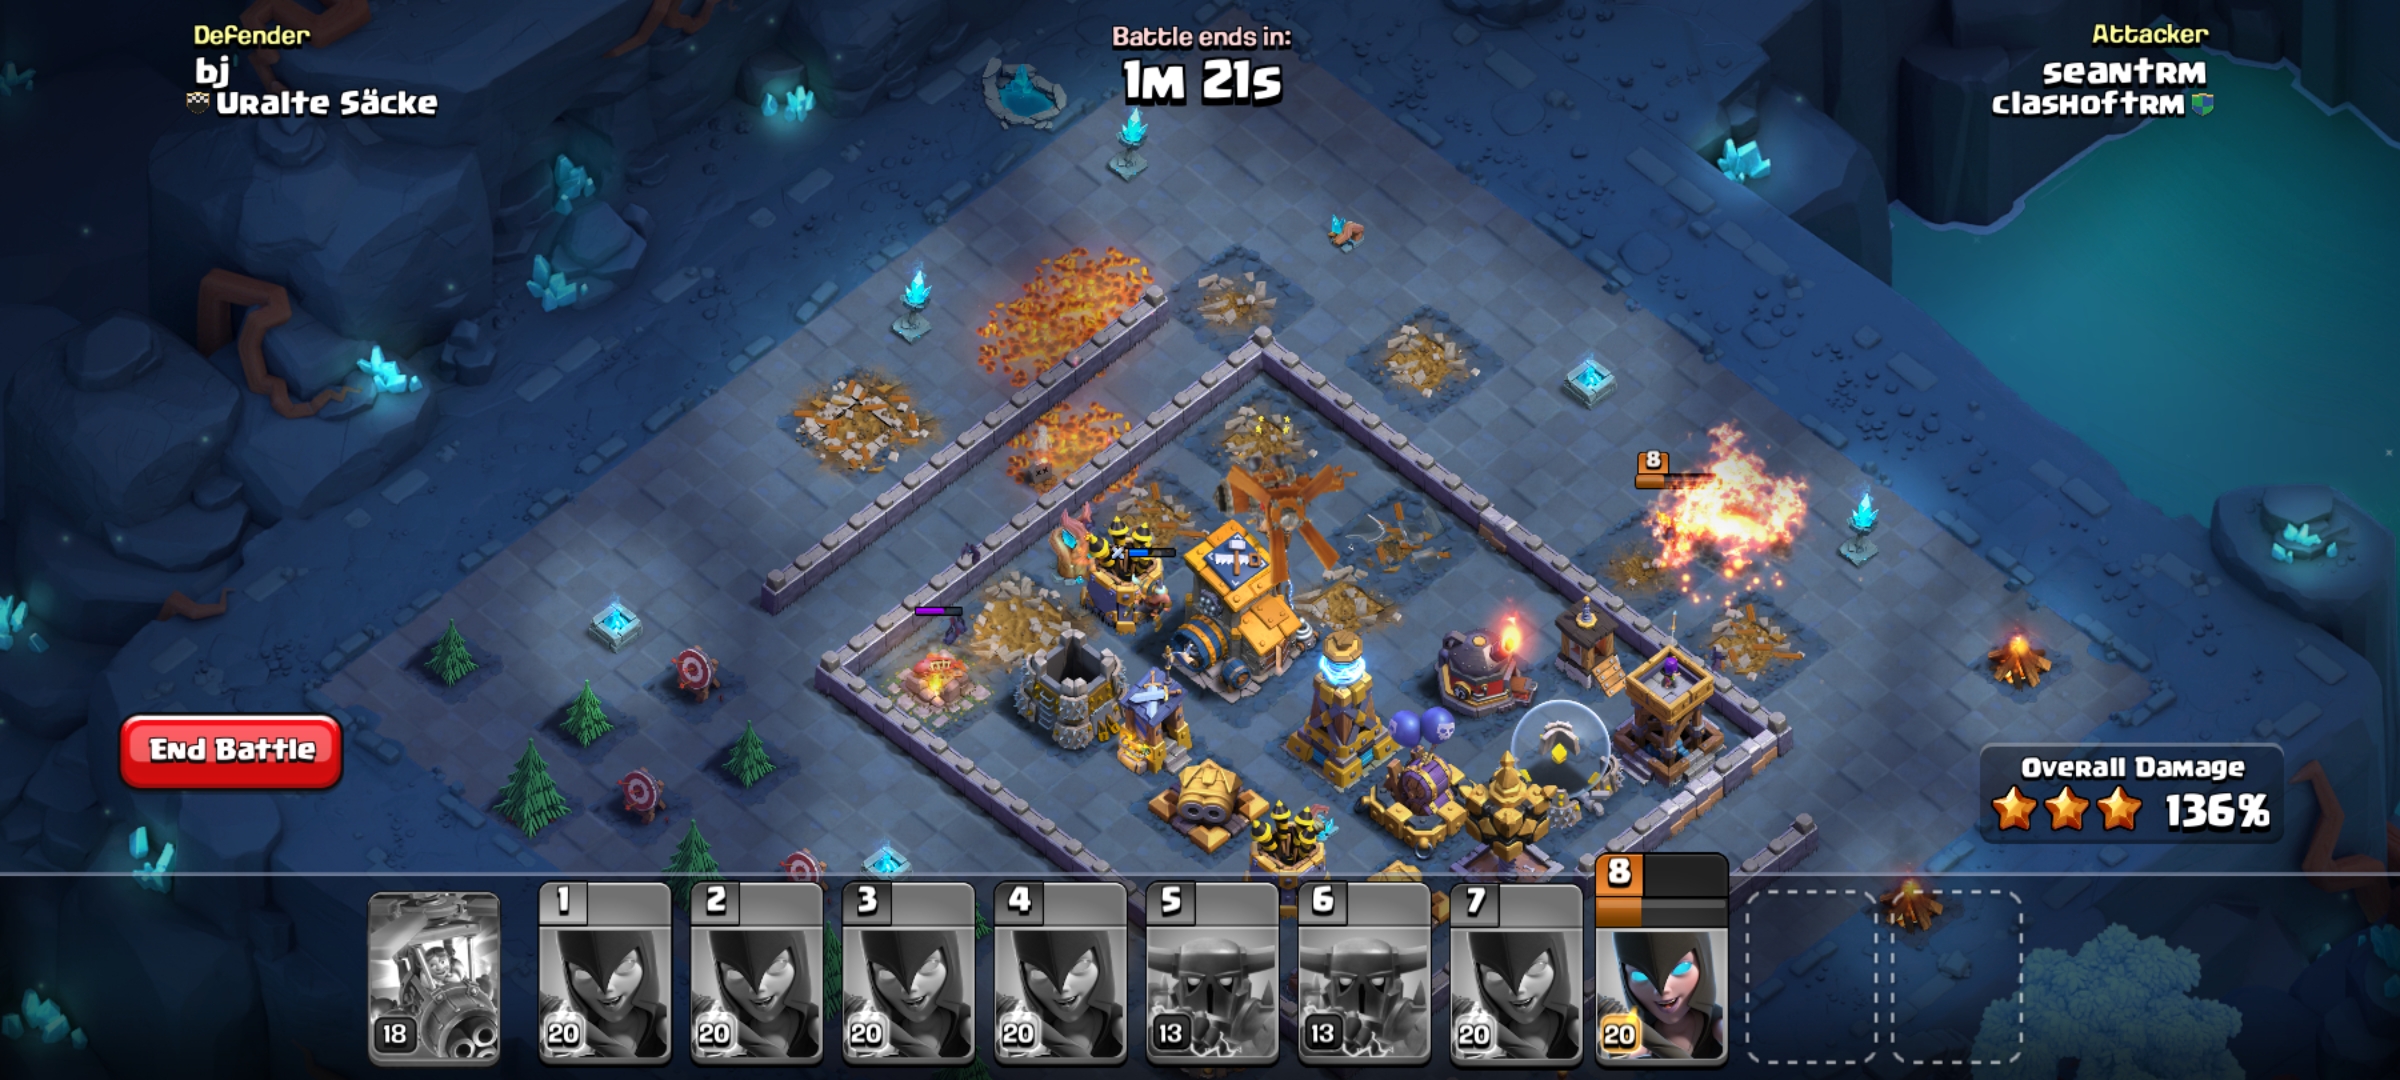 Defender
bj
Uralte Säcke
Battle ends in:
1M 21s
Attacker
seantRM
clashoftRM
8
End Battle
Overall Damage
136%
1
2
3
4
5
6
7
8
18
20
20
20
20
13
13
20
20